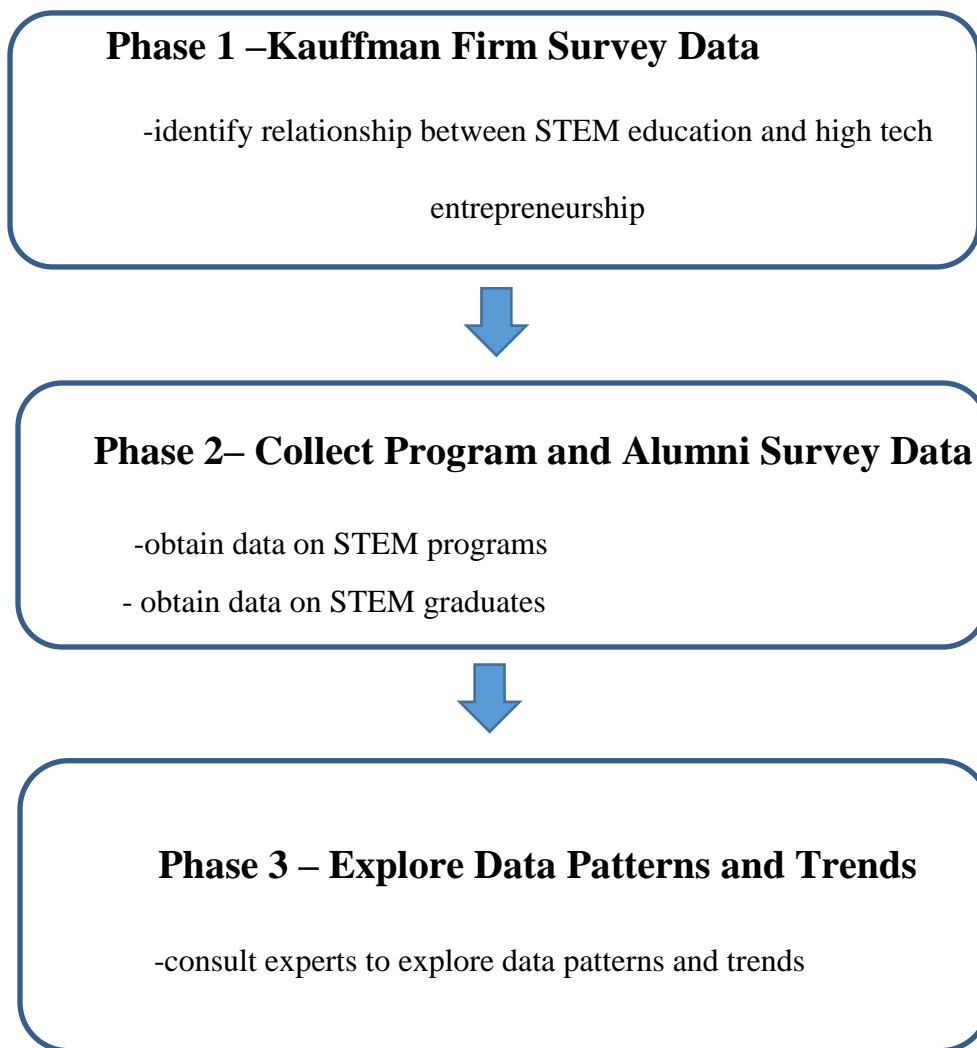 Phase 1 –Kauffman Firm Survey Data
-identify relationship between STEM education and high tech
entrepreneurship
Phase 2– Collect Program and Alumni Survey Data
-obtain data on STEM programs
- obtain data on STEM graduates
Phase 3 – Explore Data Patterns and Trends
-consult experts to explore data patterns and trends